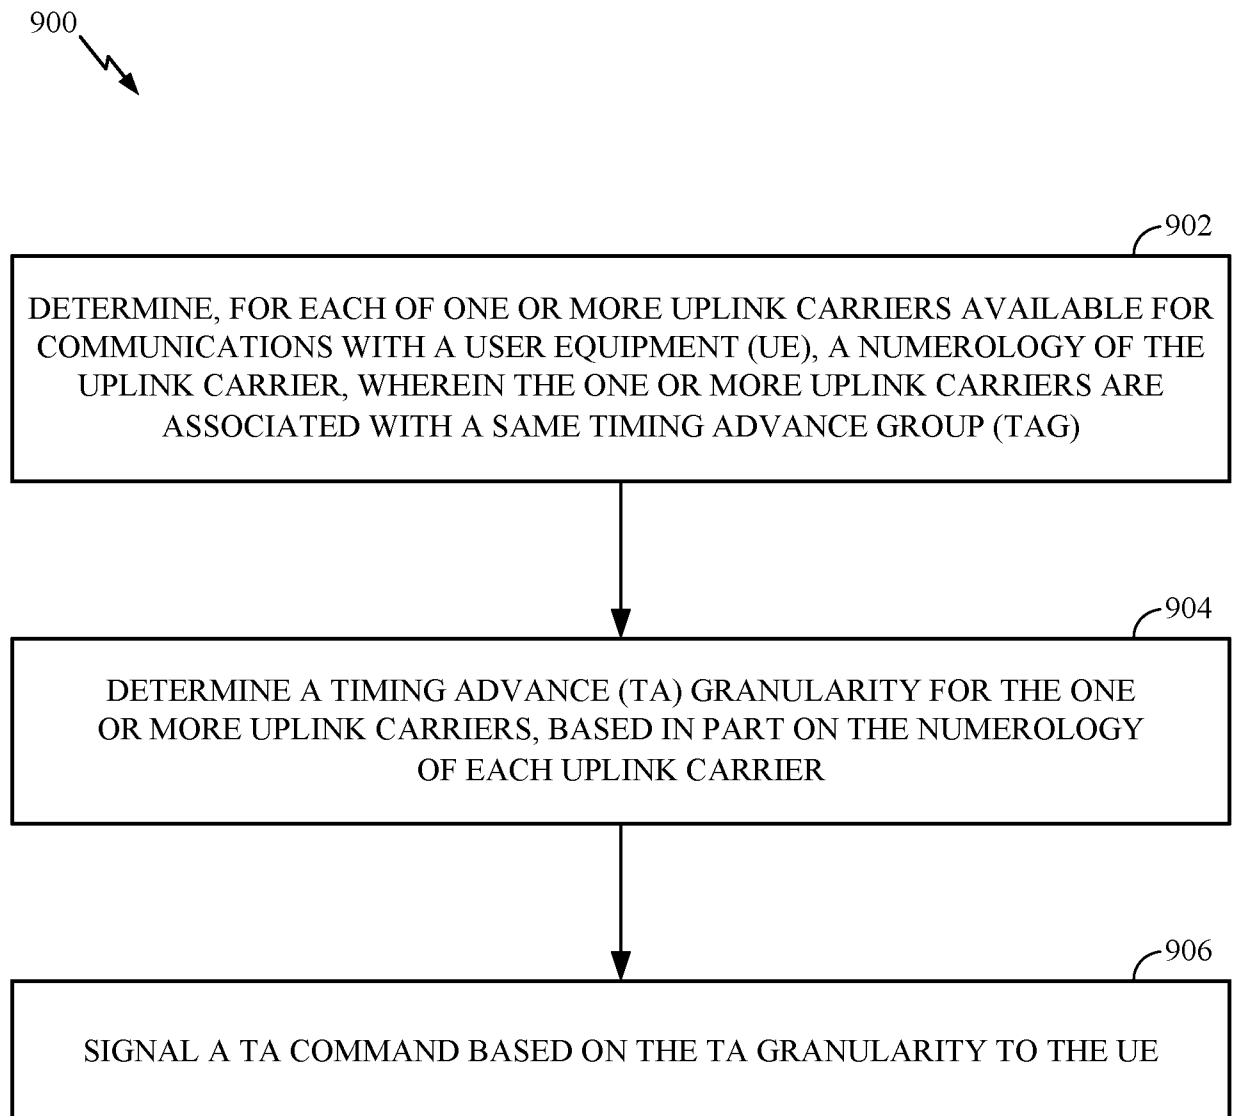 900
902
DETERMINE, FOR EACH OF ONE OR MORE UPLINK CARRIERS AVAILABLE FOR
COMMUNICATIONS WITH A USER EQUIPMENT (UE), A NUMEROLOGY OF THE
UPLINK CARRIER, WHEREIN THE ONE OR MORE UPLINK CARRIERS ARE
ASSOCIATED WITH A SAME TIMING ADVANCE GROUP (TAG)
904
DETERMINE A TIMING ADVANCE (TA) GRANULARITY FOR THE ONE
OR MORE UPLINK CARRIERS, BASED IN PART ON THE NUMEROLOGY
OF EACH UPLINK CARRIER
906
SIGNAL A TA COMMAND BASED ON THE TA GRANULARITY TO THE UE